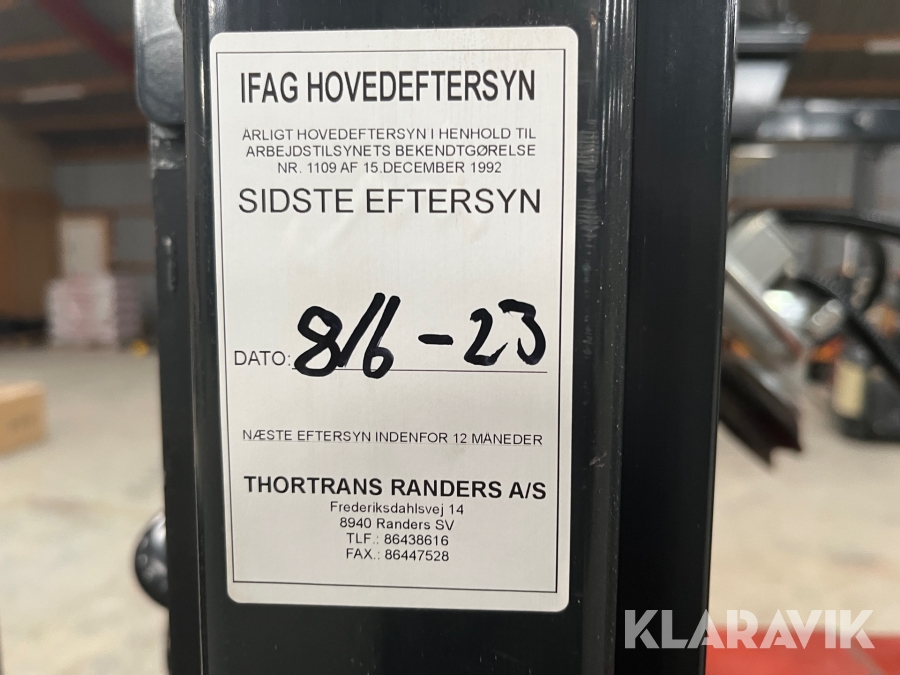 IFAG HOVEDEFTERSYN
ÅRLIGT HOVEDEFTERSYN I HENHOLD TIL
ARBEJDSTILSYNETS BEKENDTGØRELSE
NR. 1109 AF 15.DECEMBER 1992
SIDSTE EFTERSYN
DATO: 8/6 - 23
NÆSTE EFTERSYN INDENFOR 12 MÅNEDER
THORTRANS RANDERS A/S
Frederiksdahlsvej 14
8940 Randers SV
TLF.: 86438616
FAX.: 86447528
KLARAVIK